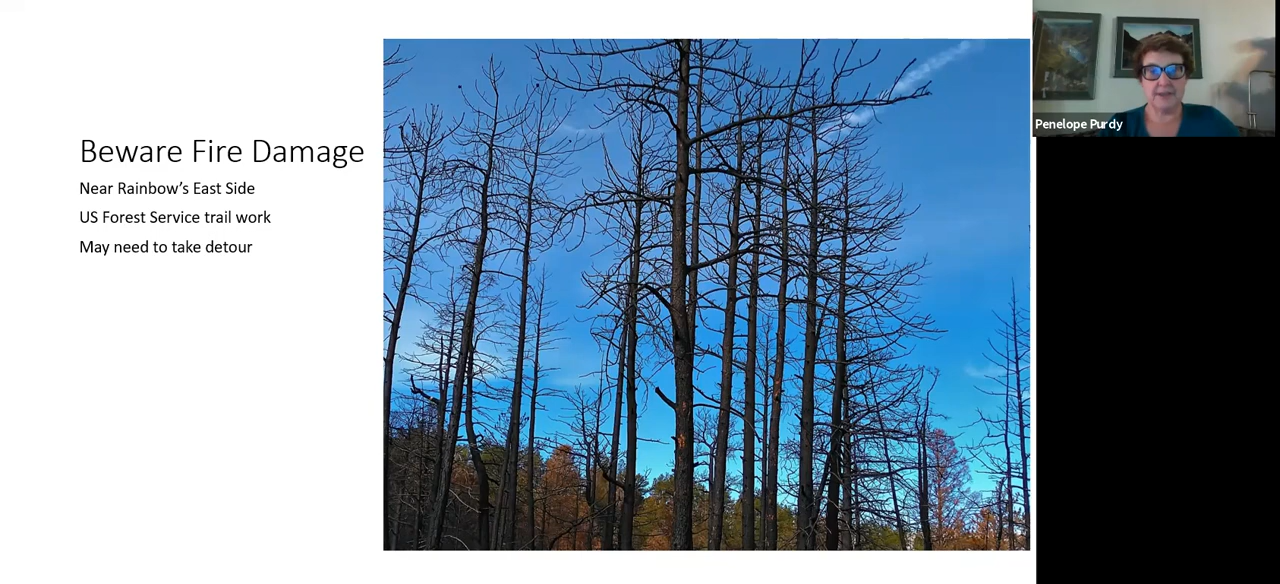 Beware Fire Damage
Near Rainbow’s East Side
US Forest Service trail work
May need to take detour
Penelope Purdy